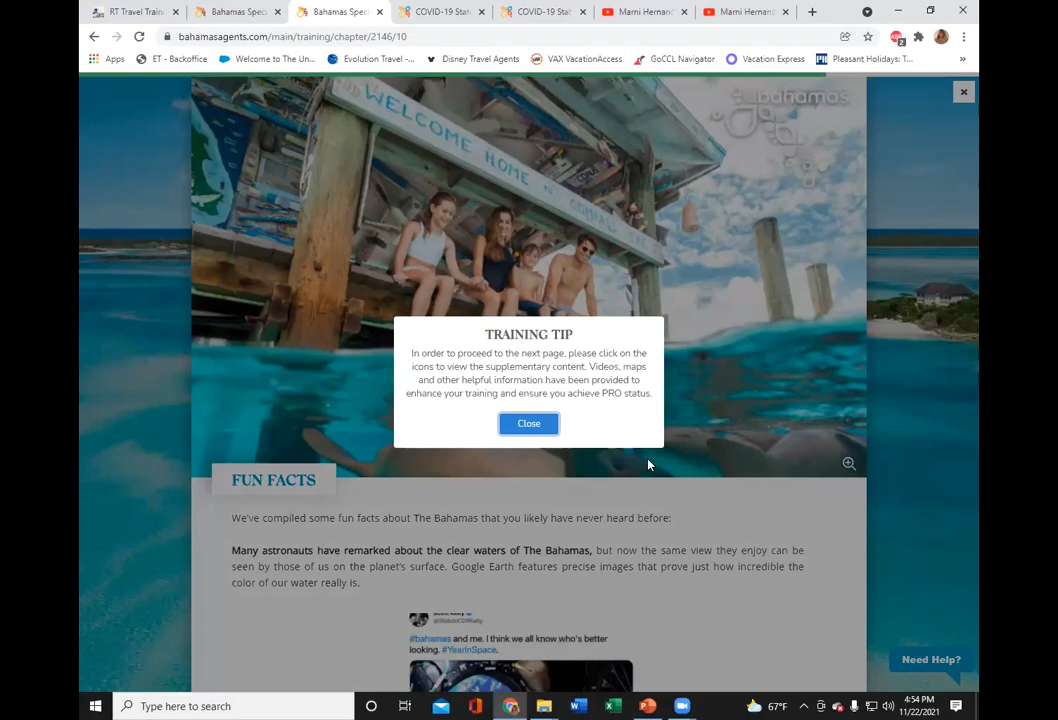 RT Travel Train
Bahamas Speci
Bahamas Speci
COVID-19 Stat
COVID-19 Stat
Marni Hernand
Marni Hernand
bahamasagents.com/main/training/chapter/2146/10
2
Apps
ET - Backoffice
Welcome to The Un...
Evolution Travel -...
Disney Travel Agents
VAX VacationAccess
GoCCL Navigator
Vacation Express
Pleasant Holidays: T...
»
bahamas
WELCOME HOME
TRAINING TIP
In order to proceed to the next page, please click on the
icons to view the supplementary content. Videos, maps
and other helpful information have been provided to
enhance your training and ensure you achieve PRO status.
Close
FUN FACTS
We've compiled some fun facts about The Bahamas that you likely have never heard before:
Many astronauts have remarked about the clear waters of The Bahamas, but now the same view they enjoy can be
seen by those of us on the planet's surface. Google Earth features precise images that prove just how incredible the
color of our water really is.
#bahamas and me. I think we all know who's better
looking. #YearInSpace.
Need Help?
Type here to search
67°F
4:54 PM
11/22/2021